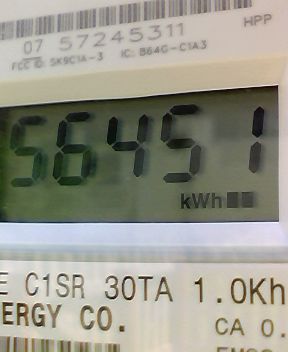 HPP
07 57245311
FCC ID: SK9C1A-3 IC: B64G-C1A3
56451
kWh
E C1SR 30TA 1.0Kh
ERGY CO.
CA 0.